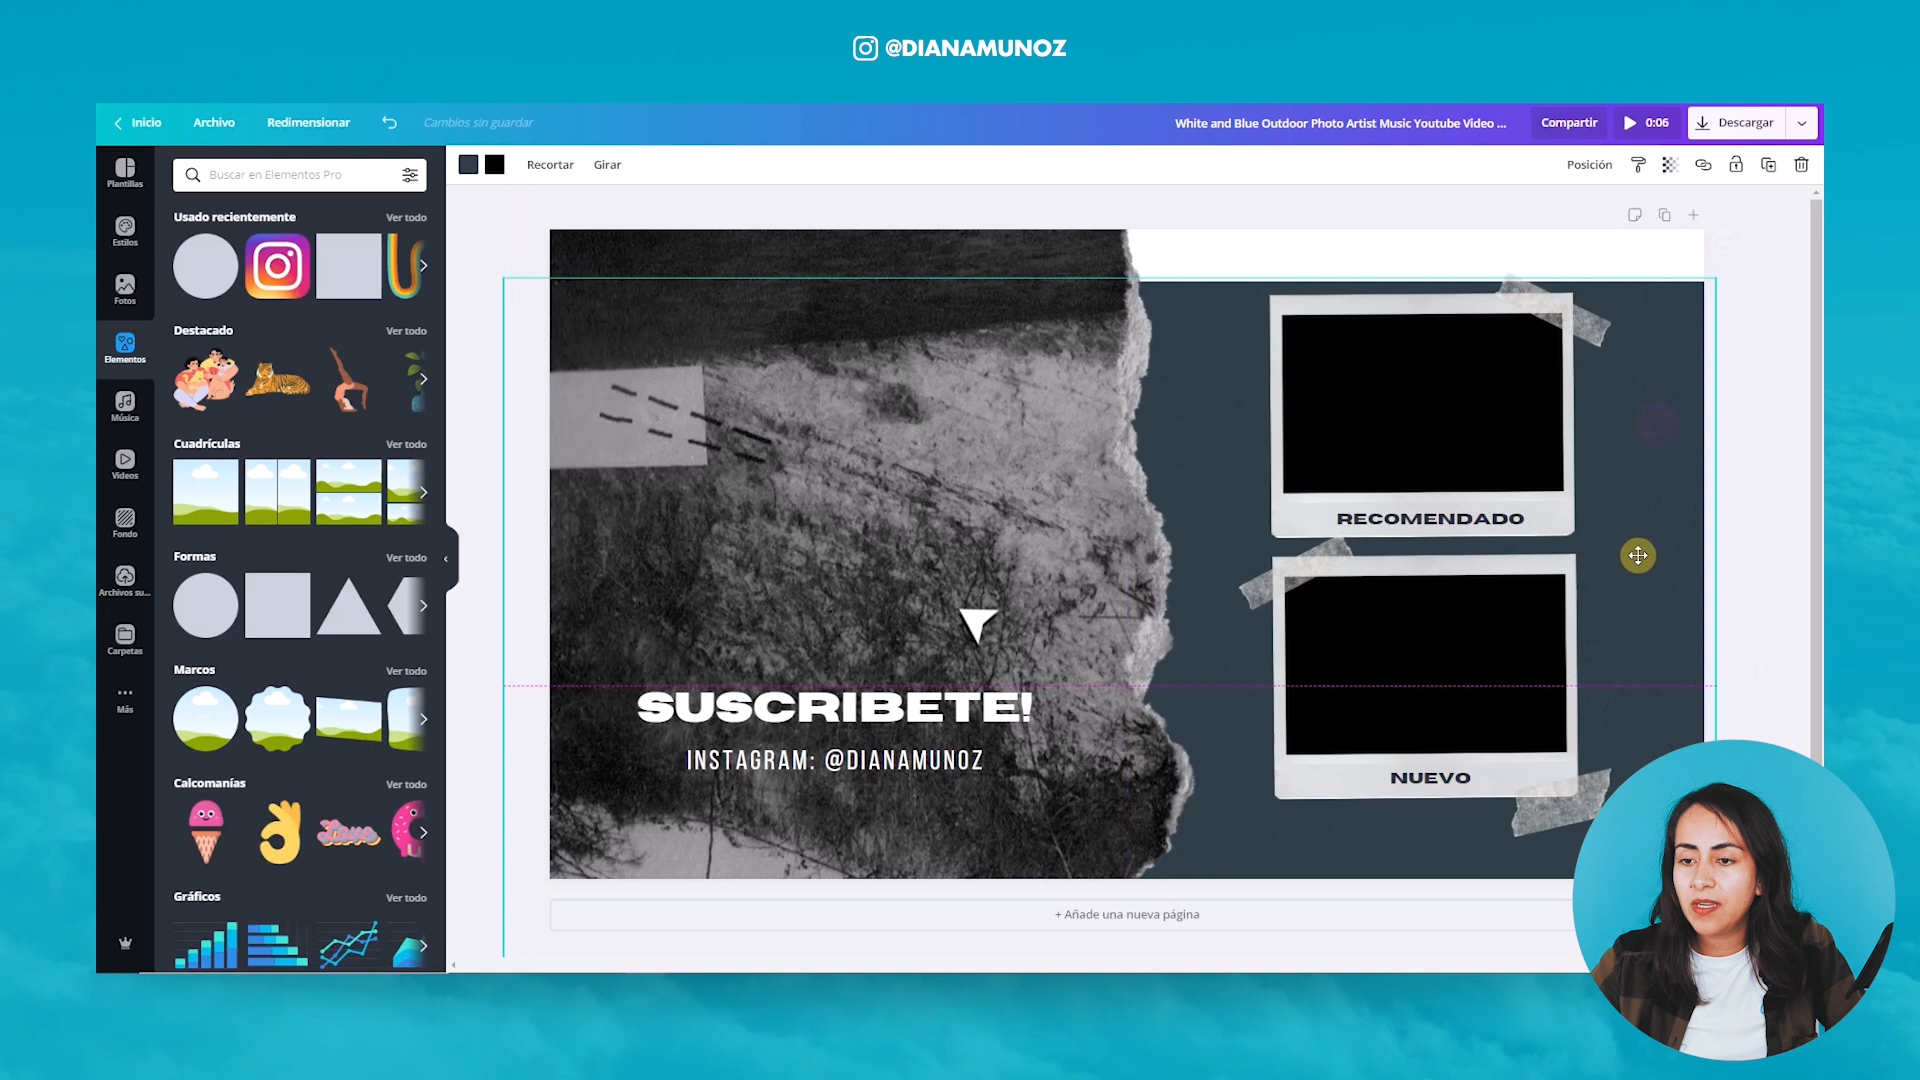 @DIANAMUNOZ
Inicio
Archivo
Redimensionar
Cambios sin guardar
White and Blue Outdoor Photo Artist Music Youtube Video ...
Compartir
0:06
Descargar
Plantillas
Estilos
Fotos
Elementos
Música
Videos
Fondo
Archivos su...
Carpetas
Más
Buscar en Elementos Pro
Usado recientemente
Ver todo
Destacado
Ver todo
Cuadrículas
Ver todo
Formas
Ver todo
Marcos
Ver todo
Calcomanías
Ver todo
Love
Gráficos
Ver todo
Recortar
Girar
Posición
RECOMENDADO
SUSCRIBETE!
INSTAGRAM: @DIANAMUNOZ
NUEVO
+ Añade una nueva página